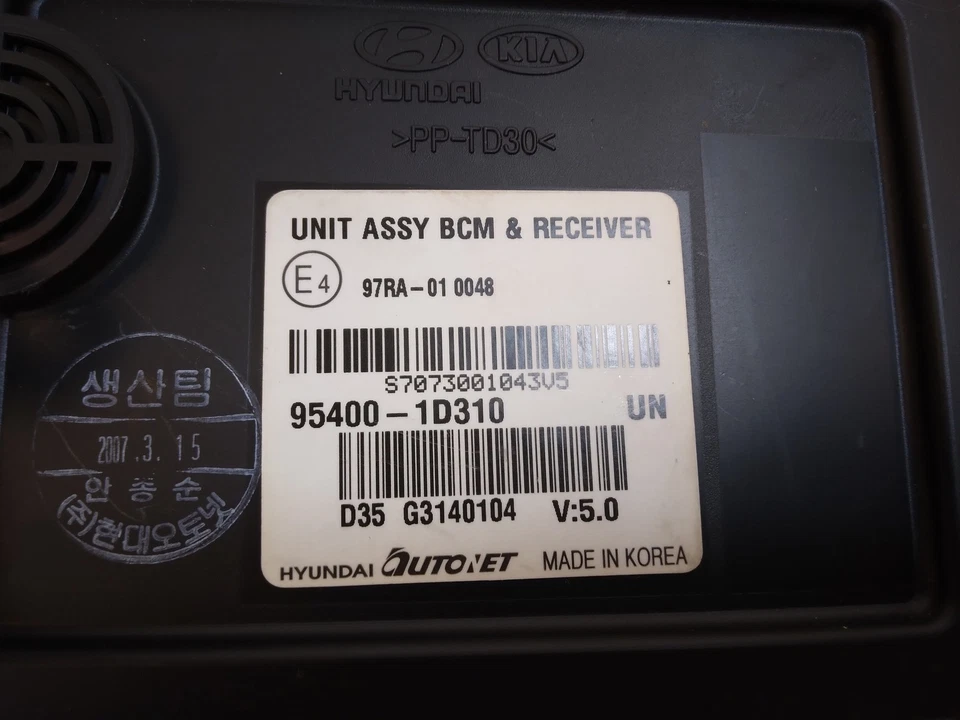 KIA
HYUNDAI
>PP-TD30<
UNIT ASSY BCM & RECEIVER
E4 97RA-01 0048
S7073001043V5
95400-1D310 UN
D35 G3140104 V:5.0
HYUNDAI AUTONET MADE IN KOREA
생산팀
2007.3.15
안종순
(주)현대오토넷